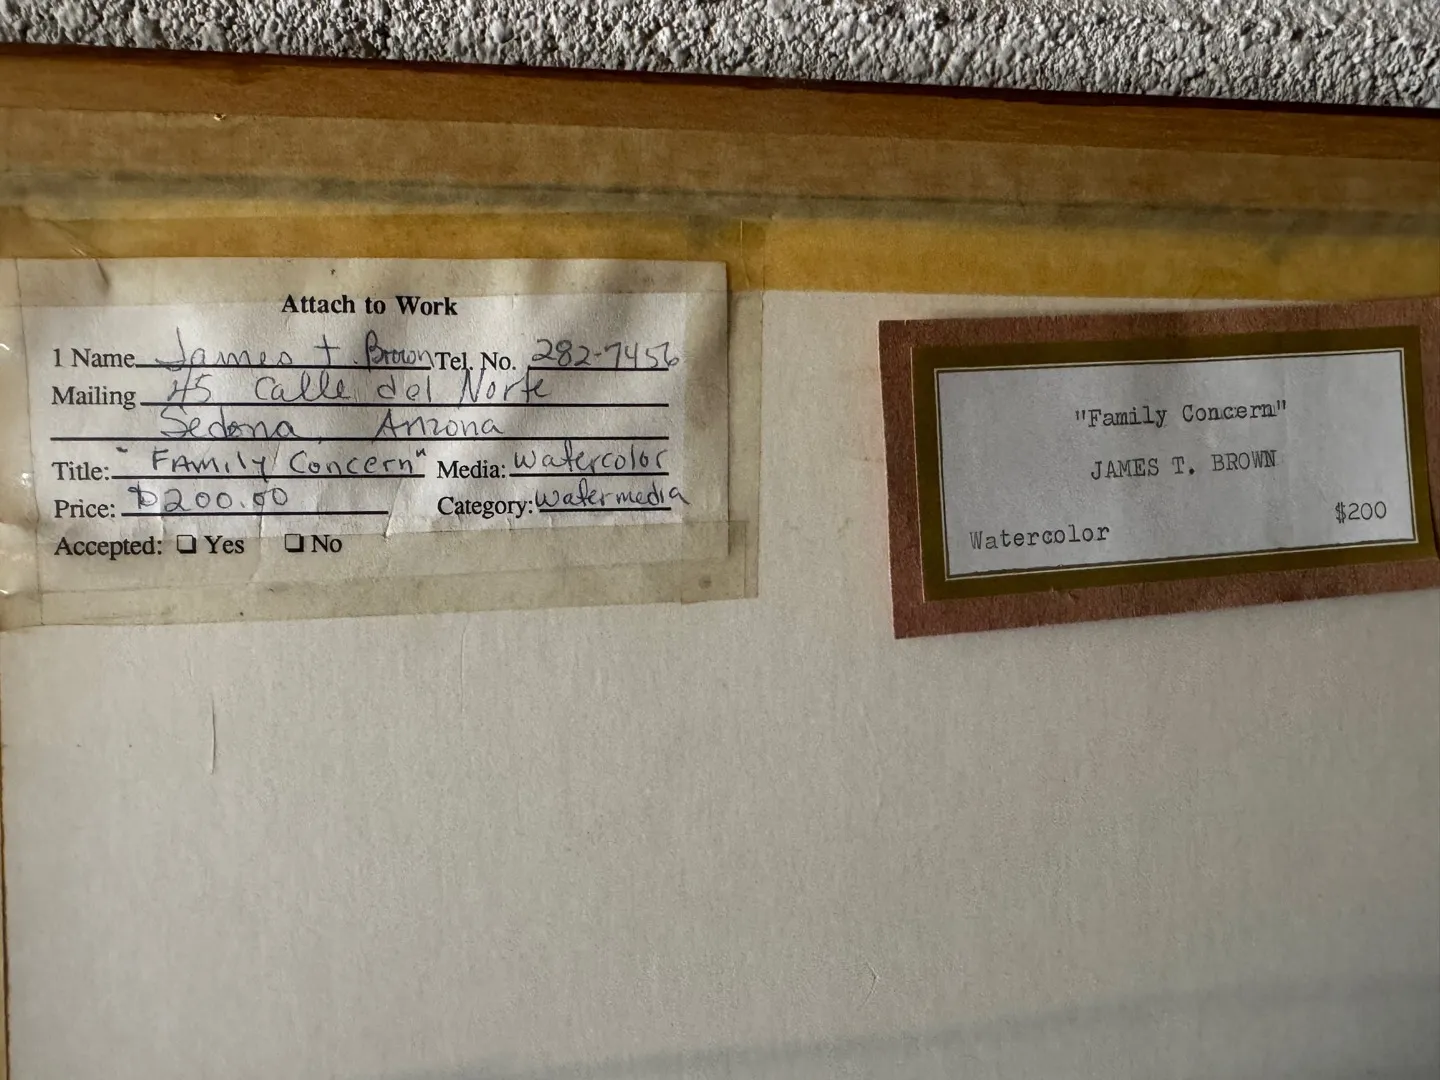 Attach to Work
1 Name James T. Brown Tel. No. 282-7456
Mailing 45 Calle del Norte
Sedona, Arizona
Title: "Family Concern" Media: Watercolor
Price: $200.00 Category: Watermedia
Accepted: ❏ Yes ❏ No
"Family Concern"
JAMES T. BROWN
$200
Watercolor